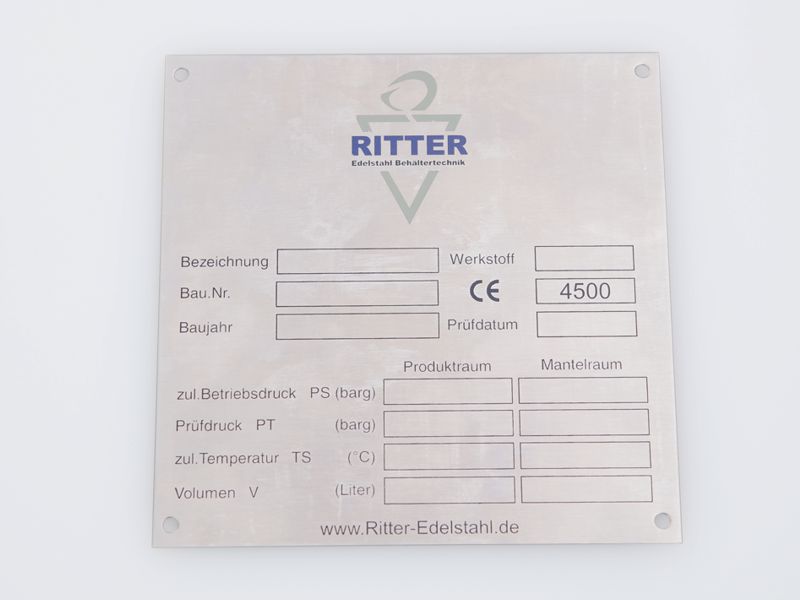 RITTER
Edelstahl Behältertechnik
Bezeichnung Werkstoff
Bau.Nr. CE 4500
Baujahr Prüfdatum
Produktraum Mantelraum
zul.Betriebsdruck PS (barg)
Prüfdruck PT (barg)
zul.Temperatur TS (°C)
Volumen V (Liter)
www.Ritter-Edelstahl.de